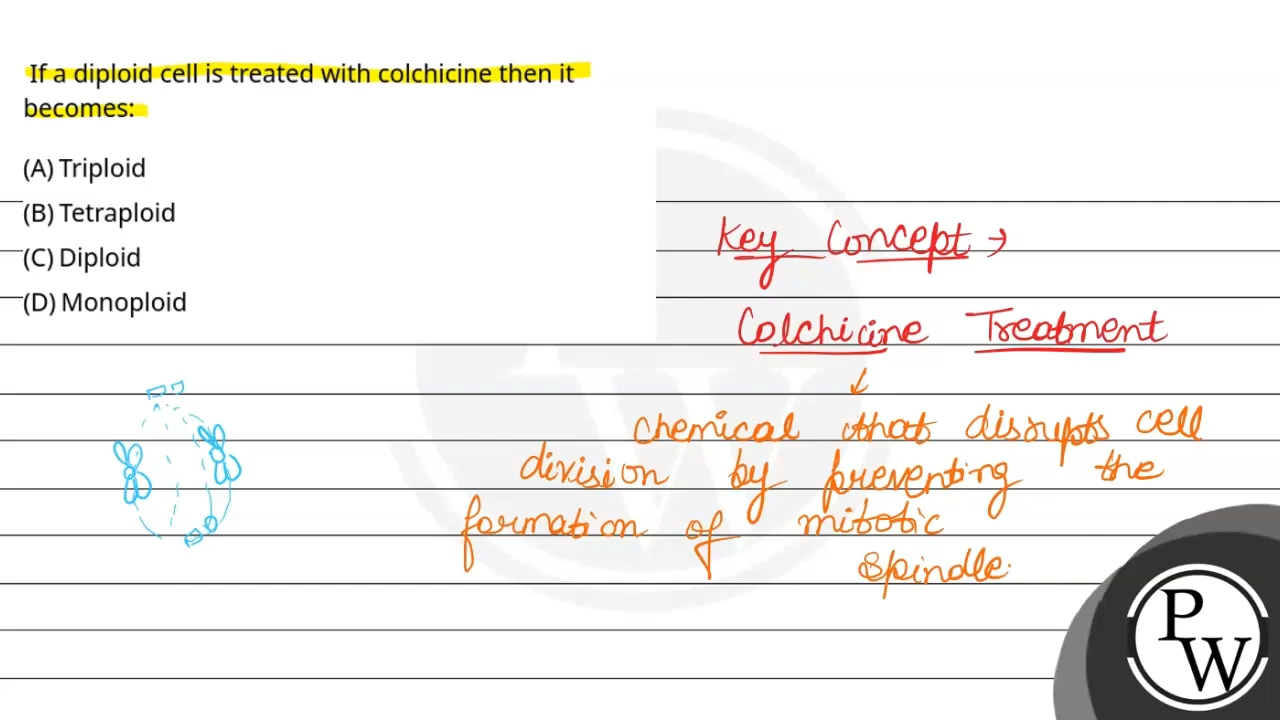 If a diploid cell is treated with colchicine then it
becomes:
(A) Triploid
(B) Tetraploid
(C) Diploid
(D) Monoploid
Key Concept →
Colchicine Treatment
↓
chemical that disrupts cell
division by preventing the
formation of mitotic
spindle.
P
W